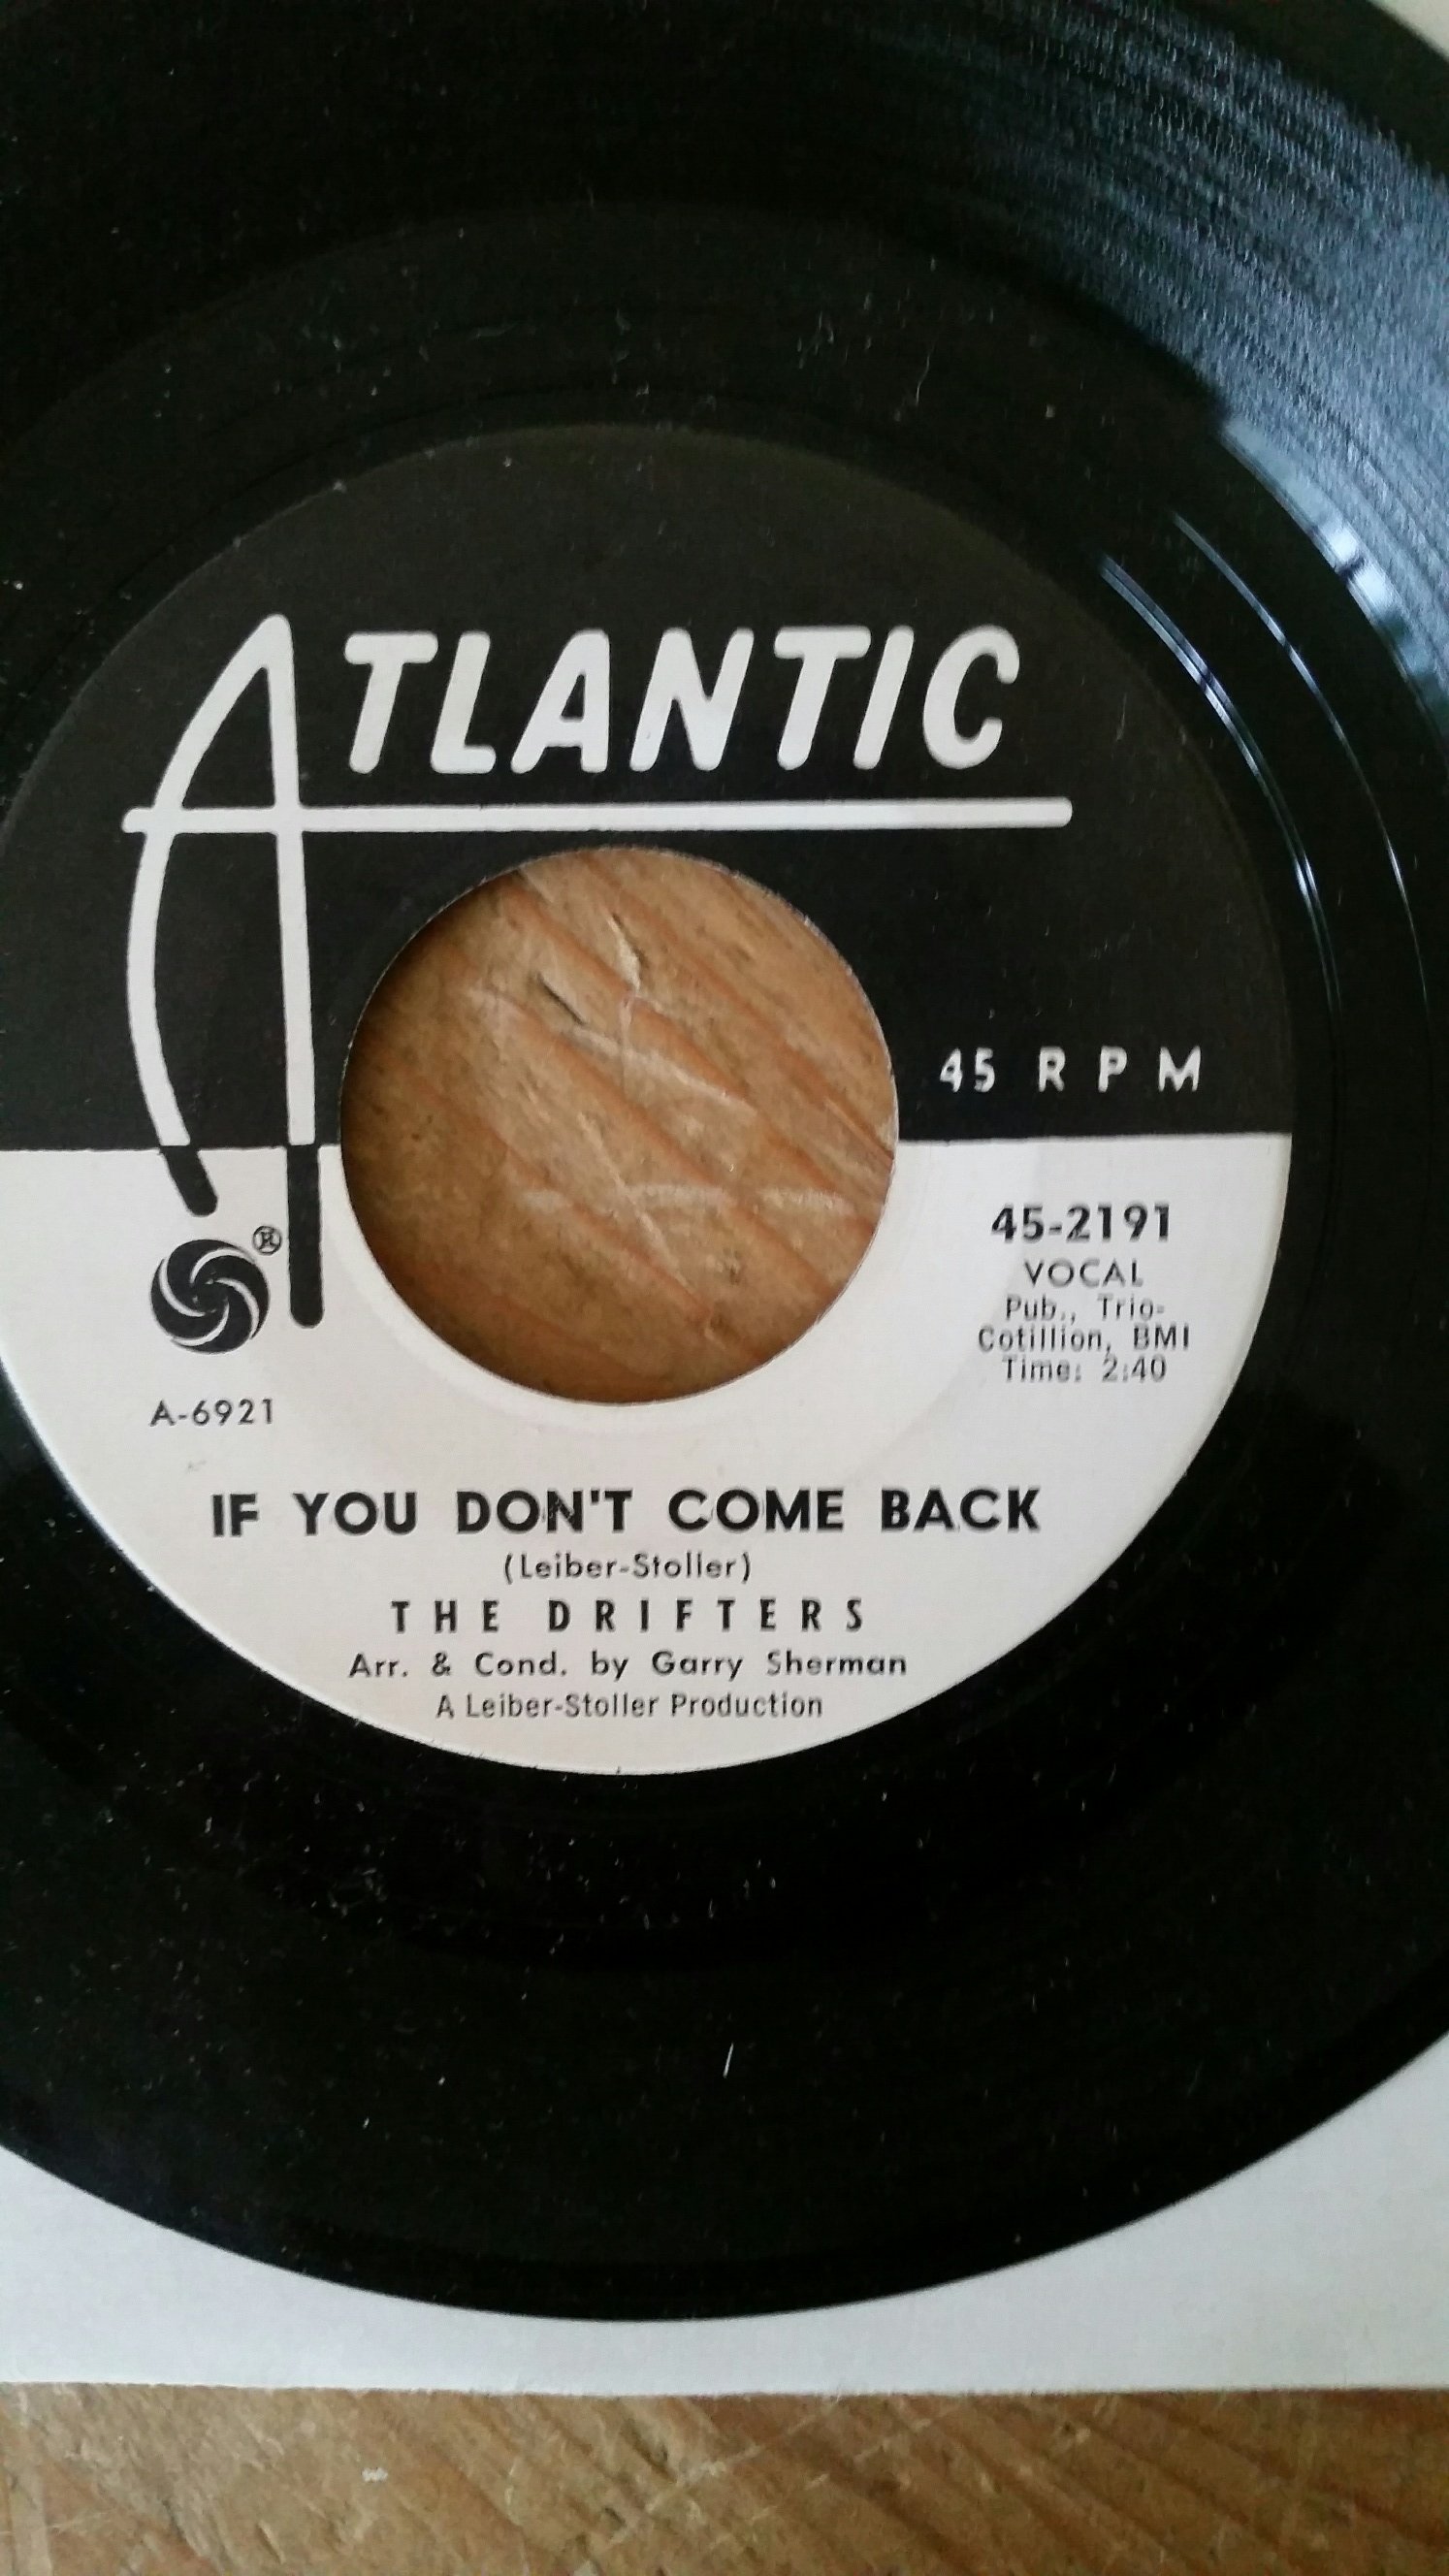 ATLANTIC
45 RPM
45-2191
VOCAL
Pub., Trio-
Cotillion, BMI
Time: 2:40
®
A-6921
IF YOU DON'T COME BACK
(Leiber-Stoller)
THE DRIFTERS
Arr. & Cond. by Garry Sherman
A Leiber-Stoller Production